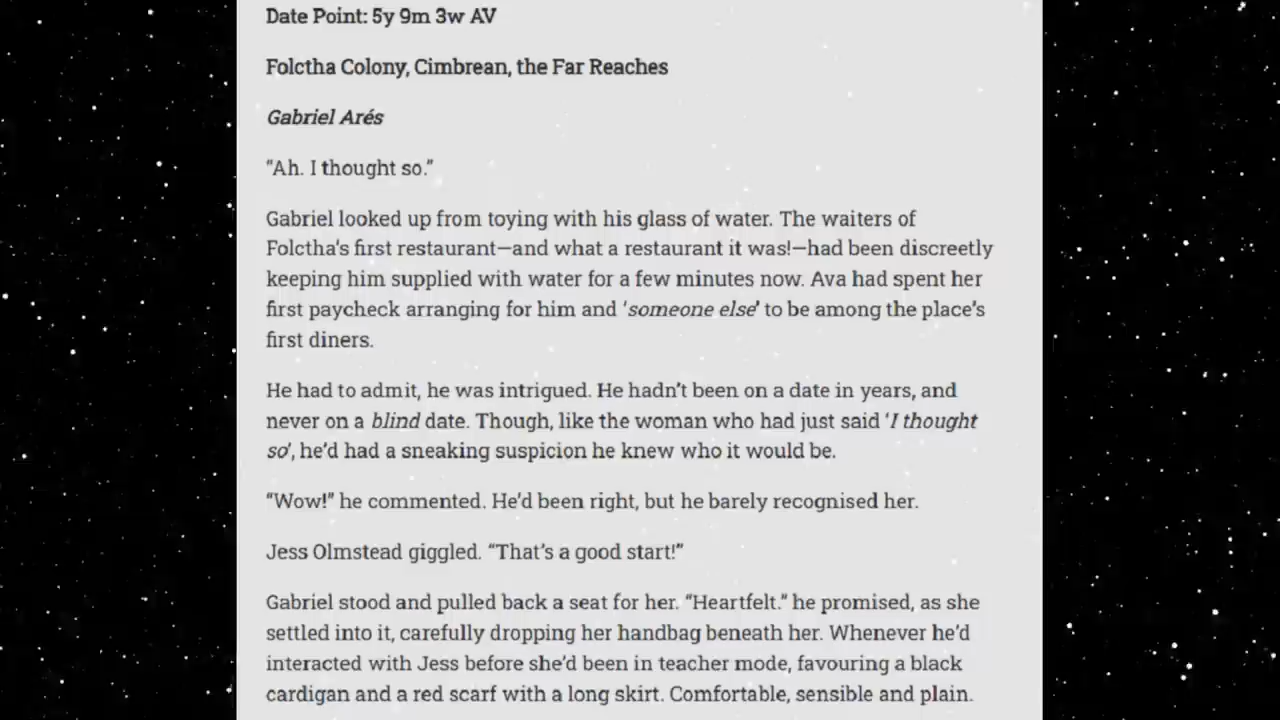 Date Point: 5y 9m 3w AV
Folctha Colony, Cimbrean, the Far Reaches
Gabriel Arés
“Ah. I thought so.”
Gabriel looked up from toying with his glass of water. The waiters of
Folctha’s first restaurant—and what a restaurant it was!—had been discreetly
keeping him supplied with water for a few minutes now. Ava had spent her
first paycheck arranging for him and ‘someone else’ to be among the place’s
first diners.
He had to admit, he was intrigued. He hadn’t been on a date in years, and
never on a blind date. Though, like the woman who had just said ‘I thought
so’, he’d had a sneaking suspicion he knew who it would be.
“Wow!” he commented. He’d been right, but he barely recognised her.
Jess Olmstead giggled. “That’s a good start!”
Gabriel stood and pulled back a seat for her. “Heartfelt.” he promised, as she
settled into it, carefully dropping her handbag beneath her. Whenever he’d
interacted with Jess before she’d been in teacher mode, favouring a black
cardigan and a red scarf with a long skirt. Comfortable, sensible and plain.